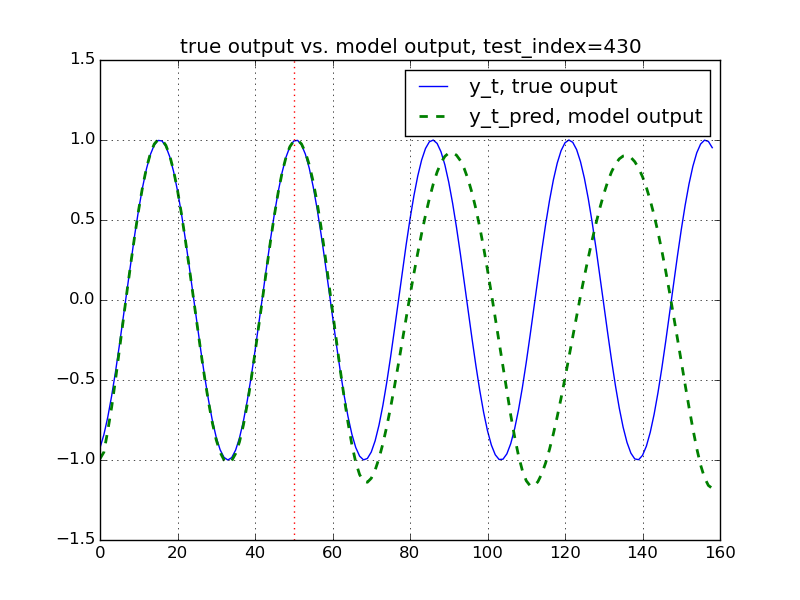 true output vs. model output, test_index=430
y_t, true ouput
y_t_pred, model output
1.5
1.0
0.5
0.0
−0.5
−1.0
−1.5
0 20 40 60 80 100 120 140 160